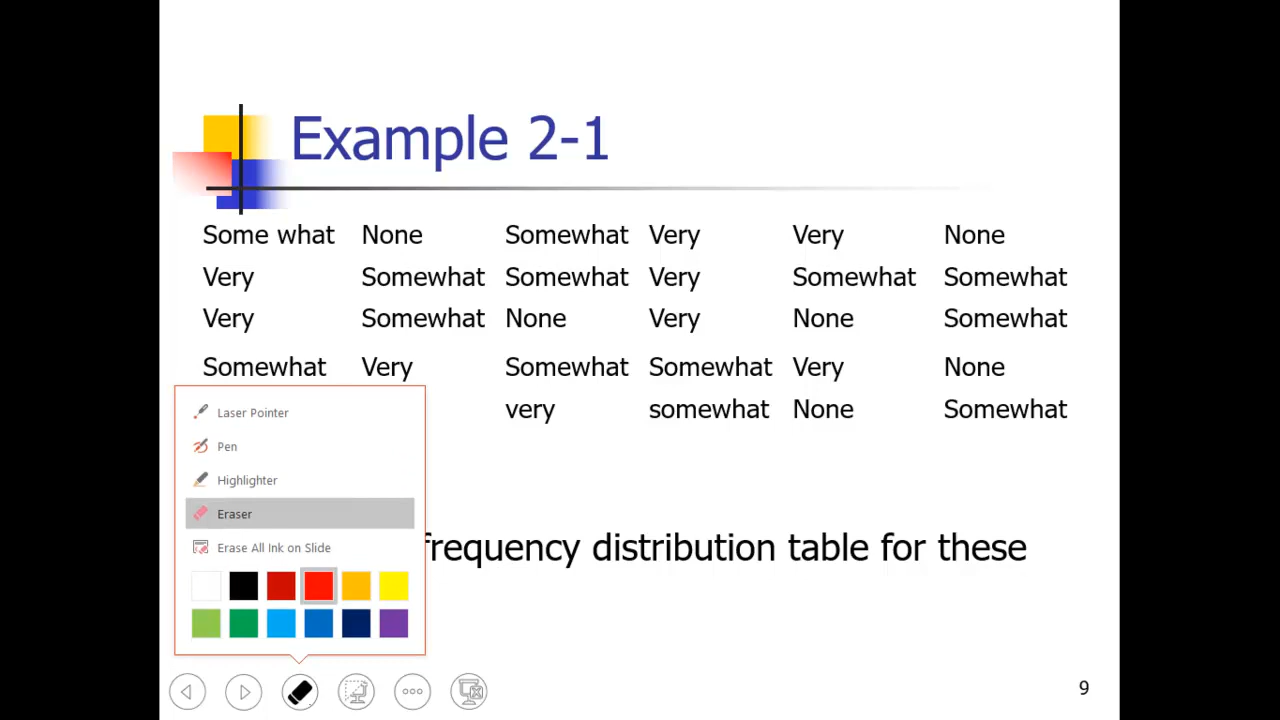 Example 2-1
Some what None Somewhat Very Very None
Very Somewhat Somewhat Very Somewhat Somewhat
Very Somewhat None Very None Somewhat
Somewhat Very Somewhat Somewhat Very None
very somewhat None Somewhat
Laser Pointer
Pen
Highlighter
Eraser
Erase All Ink on Slide
frequency distribution table for these
9